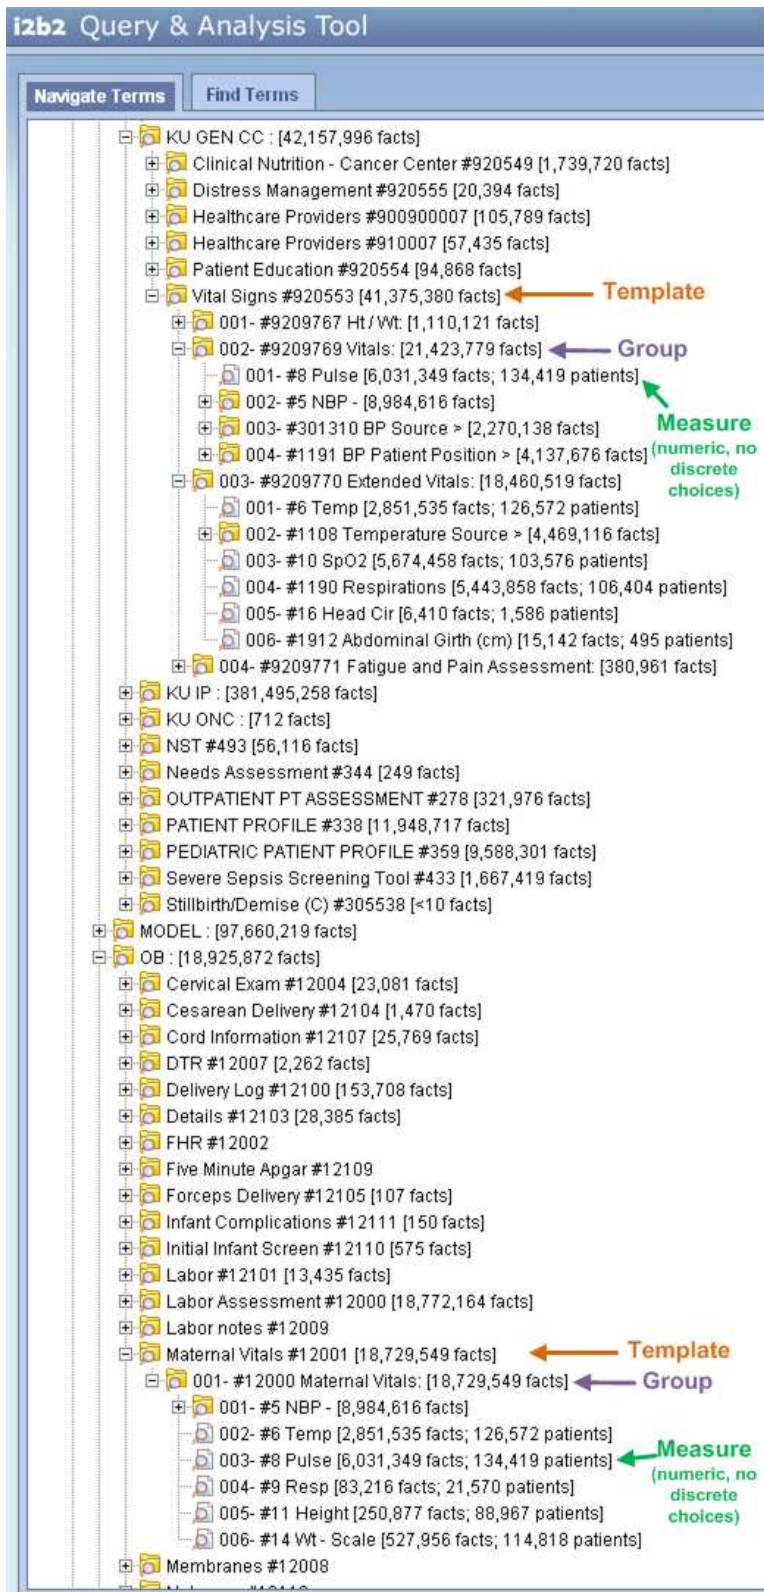 i2b2 Query & Analysis Tool
Navigate Terms Find Terms
KU GEN CC : [42,157,996 facts]
Clinical Nutrition - Cancer Center #920549 [1,739,720 facts]
Distress Management #920555 [20,394 facts]
Healthcare Providers #900900007 [105,789 facts]
Healthcare Providers #910007 [57,435 facts]
Patient Education #920554 [94,868 facts]
Vital Signs #920553 [41,375,380 facts] Template
001- #9209767 Ht / Wt: [1,110,121 facts]
002- #9209769 Vitals: [21,423,779 facts] Group
001- #8 Pulse [6,031,349 facts; 134,419 patients]
002- #5 NBP - [8,984,616 facts]
003- #301310 BP Source > [2,270,138 facts] Measure
004- #1191 BP Patient Position > [4,137,676 facts] (numeric, no
discrete
003- #9209770 Extended Vitals: [18,460,519 facts] choices)
001- #6 Temp [2,851,535 facts; 126,572 patients]
002- #1108 Temperature Source > [4,469,116 facts]
003- #10 SpO2 [5,674,458 facts; 103,576 patients]
004- #1190 Respirations [5,443,858 facts; 106,404 patients]
005- #16 Head Cir [6,410 facts; 1,586 patients]
006- #1912 Abdominal Girth (cm) [15,142 facts; 495 patients]
004- #9209771 Fatigue and Pain Assessment: [380,961 facts]
KU IP : [381,495,258 facts]
KU ONC : [712 facts]
NST #493 [56,116 facts]
Needs Assessment #344 [249 facts]
OUTPATIENT PT ASSESSMENT #278 [321,976 facts]
PATIENT PROFILE #338 [11,948,717 facts]
PEDIATRIC PATIENT PROFILE #359 [9,588,301 facts]
Severe Sepsis Screening Tool #433 [1,667,419 facts]
Stillbirth/Demise (C) #305538 [<10 facts]
MODEL : [97,660,219 facts]
OB : [18,925,872 facts]
Cervical Exam #12004 [23,081 facts]
Cesarean Delivery #12104 [1,470 facts]
Cord Information #12107 [25,769 facts]
DTR #12007 [2,262 facts]
Delivery Log #12100 [153,708 facts]
Details #12103 [28,385 facts]
FHR #12002
Five Minute Apgar #12109
Forceps Delivery #12105 [107 facts]
Infant Complications #12111 [150 facts]
Initial Infant Screen #12110 [575 facts]
Labor #12101 [13,435 facts]
Labor Assessment #12000 [18,772,164 facts]
Labor notes #12009
Maternal Vitals #12001 [18,729,549 facts] Template
001- #12000 Maternal Vitals: [18,729,549 facts] Group
001- #5 NBP - [8,984,616 facts]
002- #6 Temp [2,851,535 facts; 126,572 patients]
003- #8 Pulse [6,031,349 facts; 134,419 patients] Measure
004- #9 Resp [83,216 facts; 21,570 patients] (numeric, no
005- #11 Height [250,877 facts; 88,967 patients] discrete
006- #14 Wt - Scale [527,956 facts; 114,818 patients] choices)
Membranes #12008